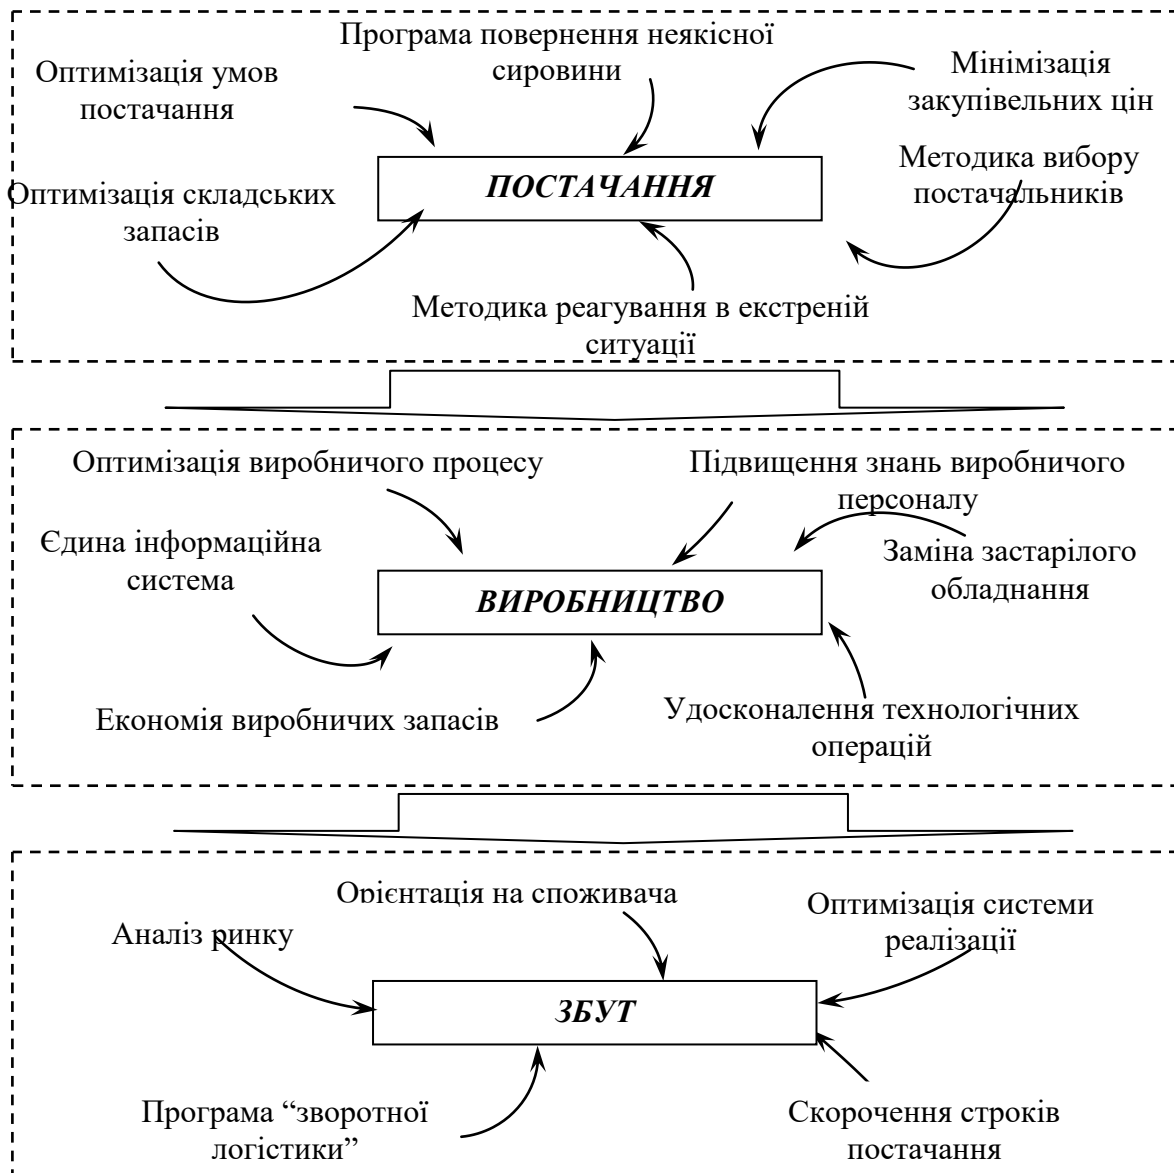 Програма повернення неякісної
сировини
Оптимізація умов
постачання
Мінімізація
закупівельних цін
ПОСТАЧАННЯ
Методика вибору
постачальників
Оптимізація складських
запасів
Методика реагування в екстреній
ситуації
Оптимізація виробничого процесу
Підвищення знань виробничого
персоналу
Єдина інформаційна
система
Заміна застарілого
обладнання
ВИРОБНИЦТВО
Економія виробничих запасів
Удосконалення технологічних
операцій
Орієнтація на споживача
Оптимізація системи
реалізації
Аналіз ринку
ЗБУТ
Програма “зворотної
логістики”
Скорочення строків
постачання